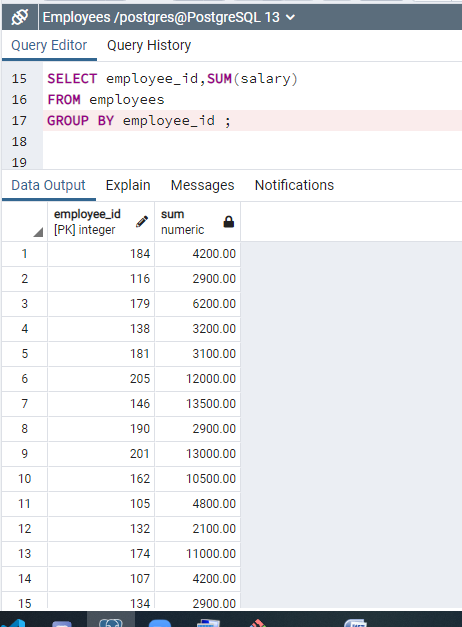 Employees /postgres@PostgreSQL 13
Query Editor Query History
15 SELECT employee_id,SUM(salary)
16 FROM employees
17 GROUP BY employee_id ;
18
19
Data Output Explain Messages Notifications
employee_id sum
[PK] integer numeric
1 184 4200.00
2 116 2900.00
3 179 6200.00
4 138 3200.00
5 181 3100.00
6 205 12000.00
7 146 13500.00
8 190 2900.00
9 201 13000.00
10 162 10500.00
11 105 4800.00
12 132 2100.00
13 174 11000.00
14 107 4200.00
15 134 2900.00